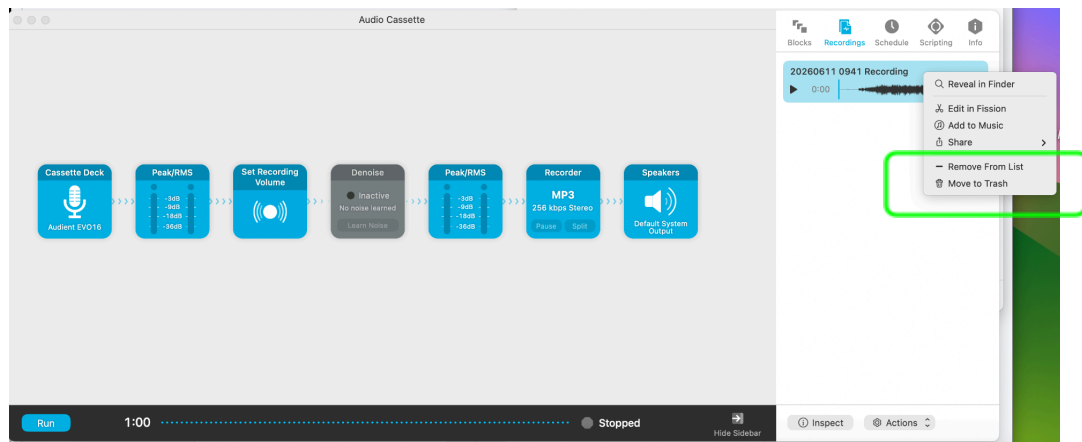 Audio Cassette
Blocks
Recordings
Schedule
Scripting
Info
20260611 0941 Recording
0:00
Reveal in Finder
Edit in Fission
Add to Music
Share
Remove From List
Move to Trash
Cassette Deck
Audient EVO16
Peak/RMS
-3dB
-9dB
-18dB
-36dB
Set Recording
Volume
Denoise
Inactive
No noise learned
Learn Noise
Peak/RMS
-3dB
-9dB
-18dB
-36dB
Recorder
MP3
256 kbps Stereo
Pause
Split
Speakers
Default System
Output
Run
1:00
Stopped
Hide Sidebar
Inspect
Actions